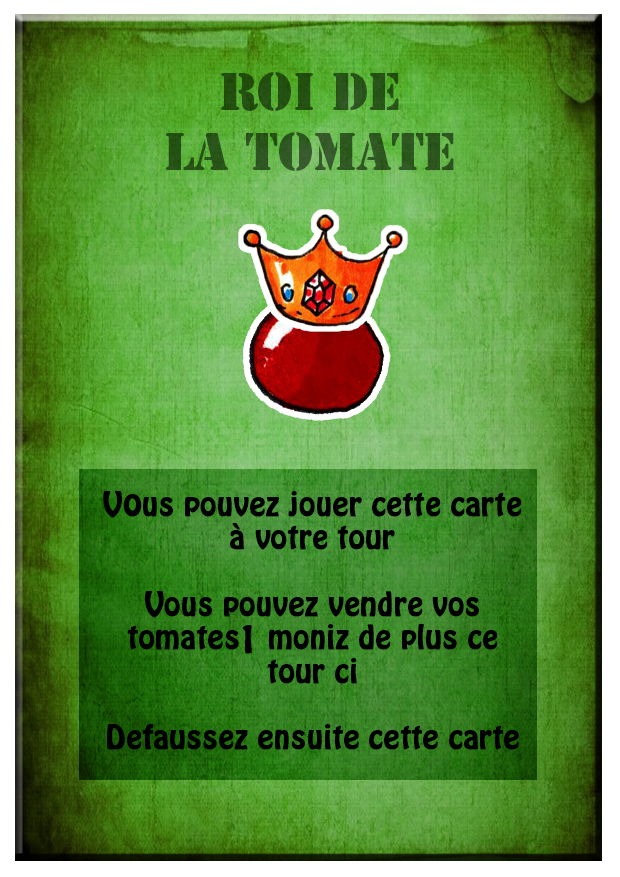 ROI DE
LA TOMATE
Vous pouvez jouer cette carte
à votre tour
Vous pouvez vendre vos
tomates1 moniz de plus ce
tour ci
Defaussez ensuite cette carte